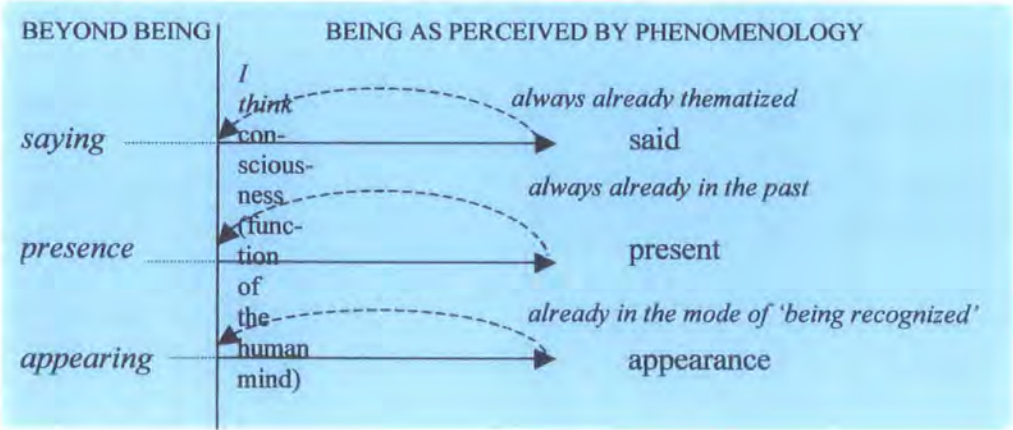 BEYOND BEING
BEING AS PERCEIVED BY PHENOMENOLOGY
I
think
con-
scious-
ness
(func-
tion
of
the
human
mind)
always already thematized
saying
said
always already in the past
presence
present
already in the mode of ‘being recognized’
appearing
appearance